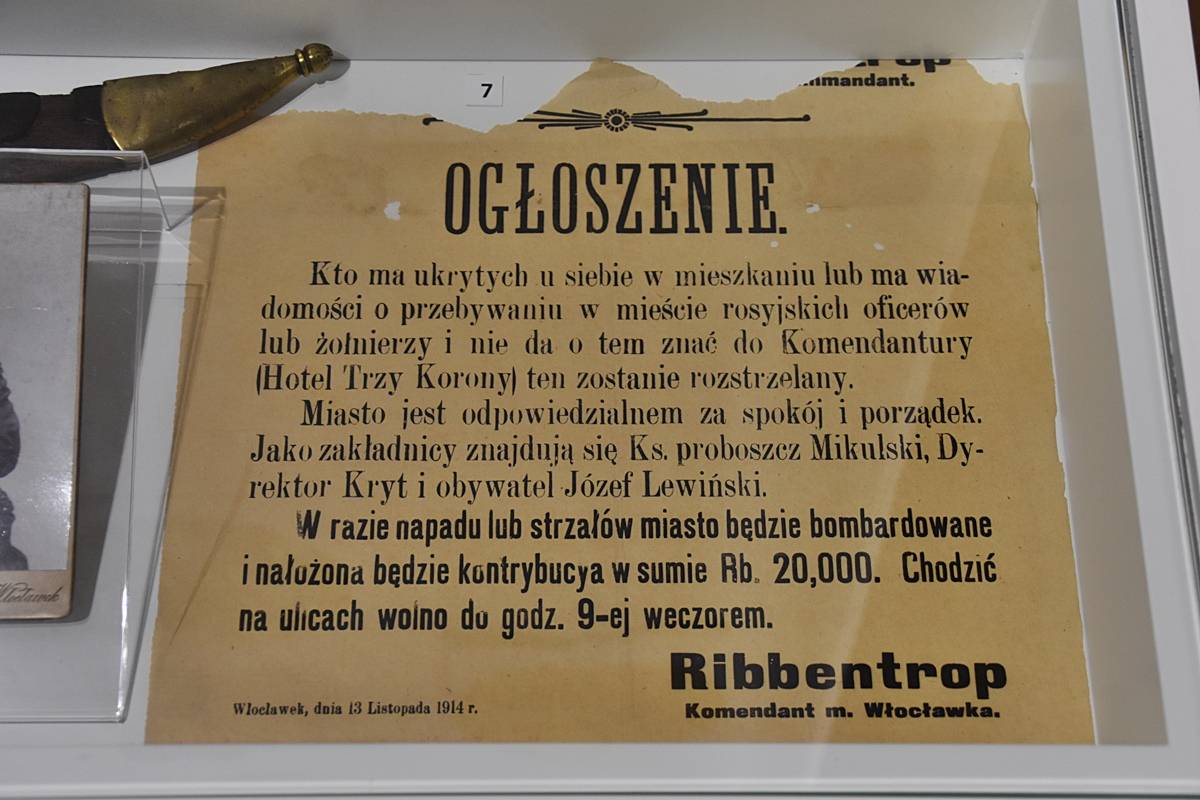 7
mmandant.
OGŁOSZENIE.
Kto ma ukrytych u siebie w mieszkaniu lub ma wia-
domości o przebywaniu w mieście rosyjskich oficerów
lub żołnierzy i nie da o tem znać do Komendantury
(Hotel Trzy Korony) ten zostanie rozstrzelany.
Miasto jest odpowiedzialnem za spokój i porządek.
Jako zakładnicy znajdują się Ks. proboszcz Mikulski, Dy-
rektor Kryt i obywatel Józef Lewiński.
W razie napadu lub strzałów miasto będzie bombardowane
i nałożona będzie kontrybucya w sumie Rb. 20,000. Chodzić
na ulicach wolno do godz. 9-ej weczorem.
Ribbentrop
Komendant m. Włocławka.
Włocławek, dnia 13 Listopada 1914 r.